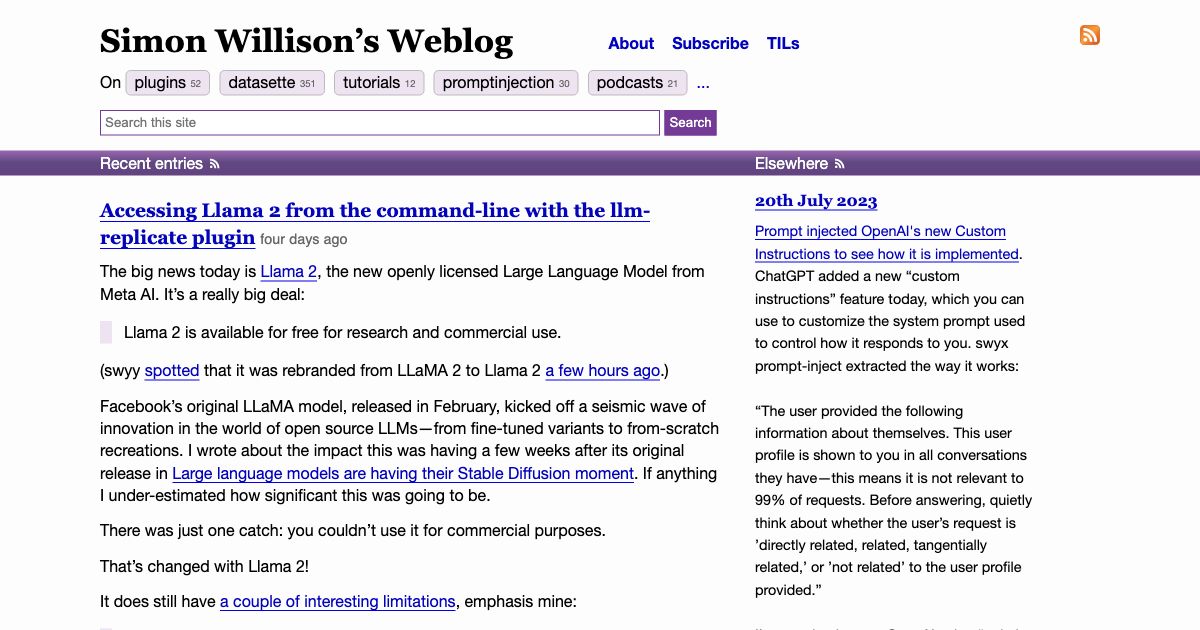 Simon Willison’s Weblog
About Subscribe TILs
On plugins 52 datasette 351 tutorials 12 promptinjection 30 podcasts 21 ...
Search this site
Search
Recent entries
Accessing Llama 2 from the command-line with the llm-
replicate plugin four days ago
The big news today is Llama 2, the new openly licensed Large Language Model from
Meta AI. It’s a really big deal:
Llama 2 is available for free for research and commercial use.
(swyy spotted that it was rebranded from LLaMA 2 to Llama 2 a few hours ago.)
Facebook’s original LLaMA model, released in February, kicked off a seismic wave of
innovation in the world of open source LLMs—from fine-tuned variants to from-scratch
recreations. I wrote about the impact this was having a few weeks after its original
release in Large language models are having their Stable Diffusion moment. If anything
I under-estimated how significant this was going to be.
There was just one catch: you couldn’t use it for commercial purposes.
That’s changed with Llama 2!
It does still have a couple of interesting limitations, emphasis mine:
Elsewhere
20th July 2023
Prompt injected OpenAI's new Custom
Instructions to see how it is implemented.
ChatGPT added a new “custom
instructions” feature today, which you can
use to customize the system prompt used
to control how it responds to you. swyx
prompt-inject extracted the way it works:
“The user provided the following
information about themselves. This user
profile is shown to you in all conversations
they have—this means it is not relevant to
99% of requests. Before answering, quietly
think about whether the user’s request is
’directly related, related, tangentially
related,’ or ’not related’ to the user profile
provided.”